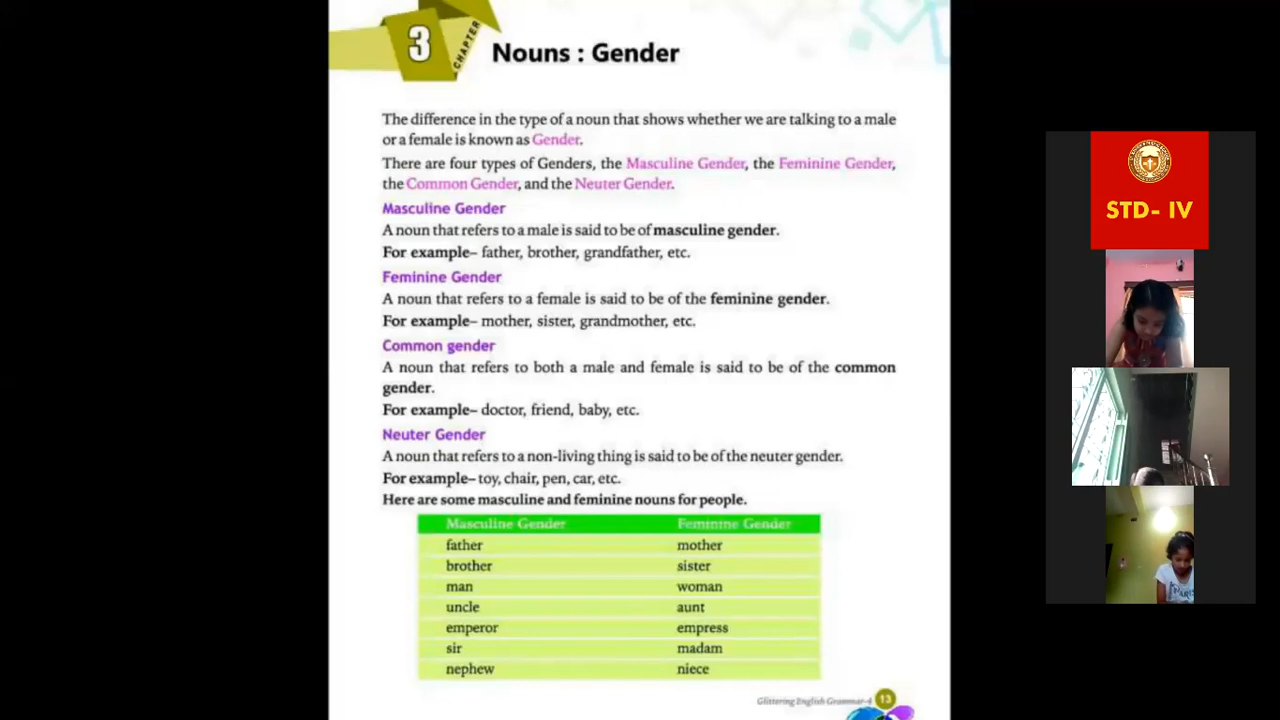 3
CHAPTER
Nouns : Gender
The difference in the type of a noun that shows whether we are talking to a male
or a female is known as Gender.
There are four types of Genders, the Masculine Gender, the Feminine Gender,
the Common Gender, and the Neuter Gender.
Masculine Gender
A noun that refers to a male is said to be of masculine gender.
For example– father, brother, grandfather, etc.
Feminine Gender
A noun that refers to a female is said to be of the feminine gender.
For example– mother, sister, grandmother, etc.
Common gender
A noun that refers to both a male and female is said to be of the common
gender.
For example– doctor, friend, baby, etc.
Neuter Gender
A noun that refers to a non-living thing is said to be of the neuter gender.
For example– toy, chair, pen, car, etc.
Here are some masculine and feminine nouns for people.
Masculine Gender Feminine Gender
father mother
brother sister
man woman
uncle aunt
emperor empress
sir madam
nephew niece
Glittering English Grammar-4 13
STD- IV